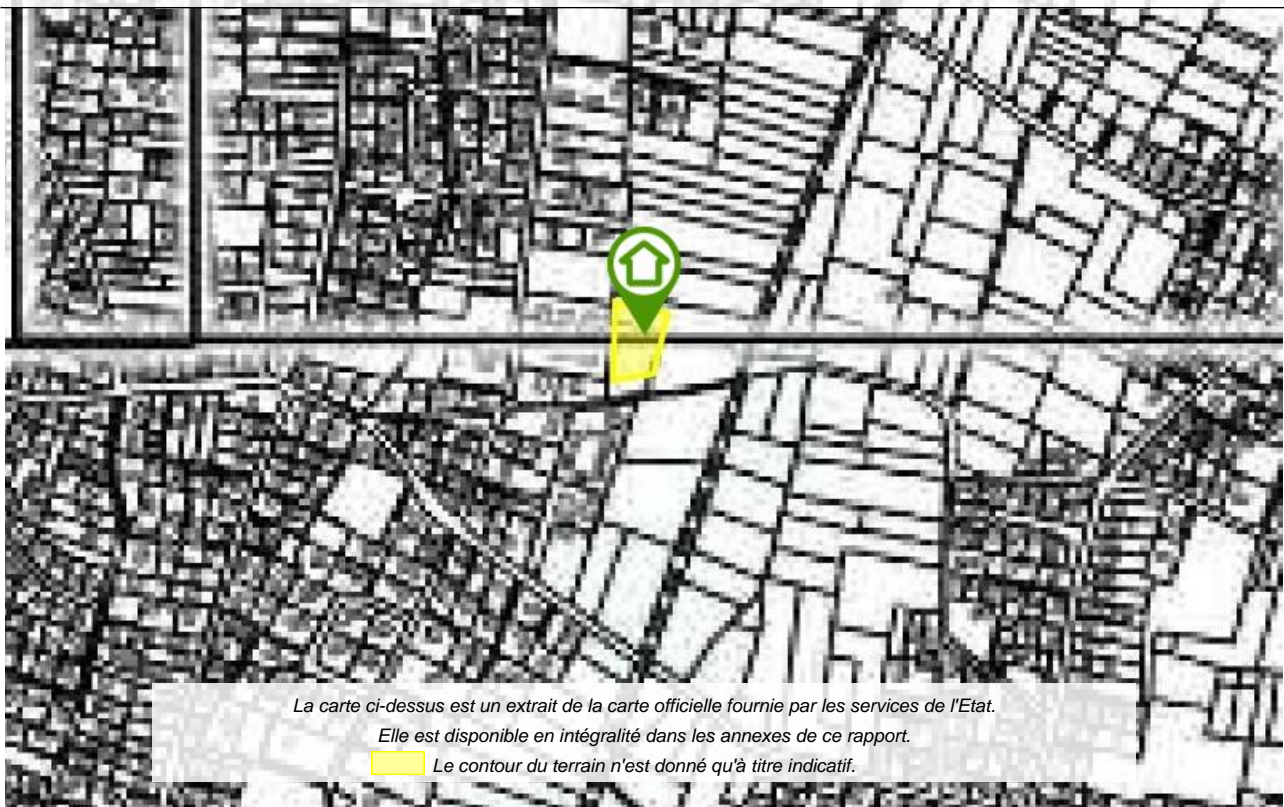 La carte ci-dessus est un extrait de la carte officielle fournie par les services de l'Etat.
Elle est disponible en intégralité dans les annexes de ce rapport.
Le contour du terrain n'est donné qu'à titre indicatif.